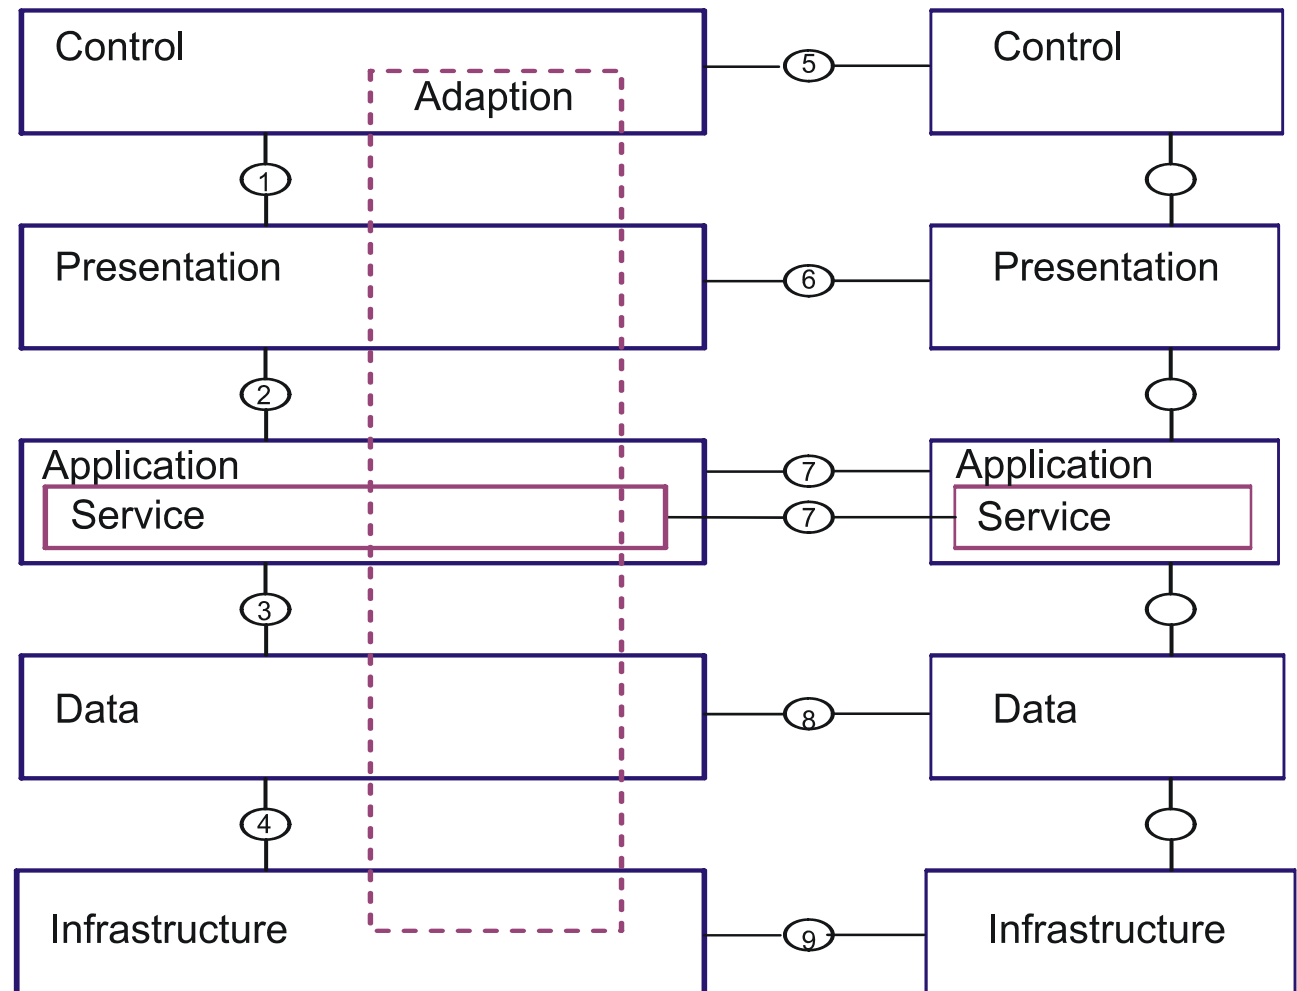 Control
5
Control
Adaption
1
Presentation
6
Presentation
2
Application
7
Application
Service
7
Service
3
Data
8
Data
4
Infrastructure
9
Infrastructure